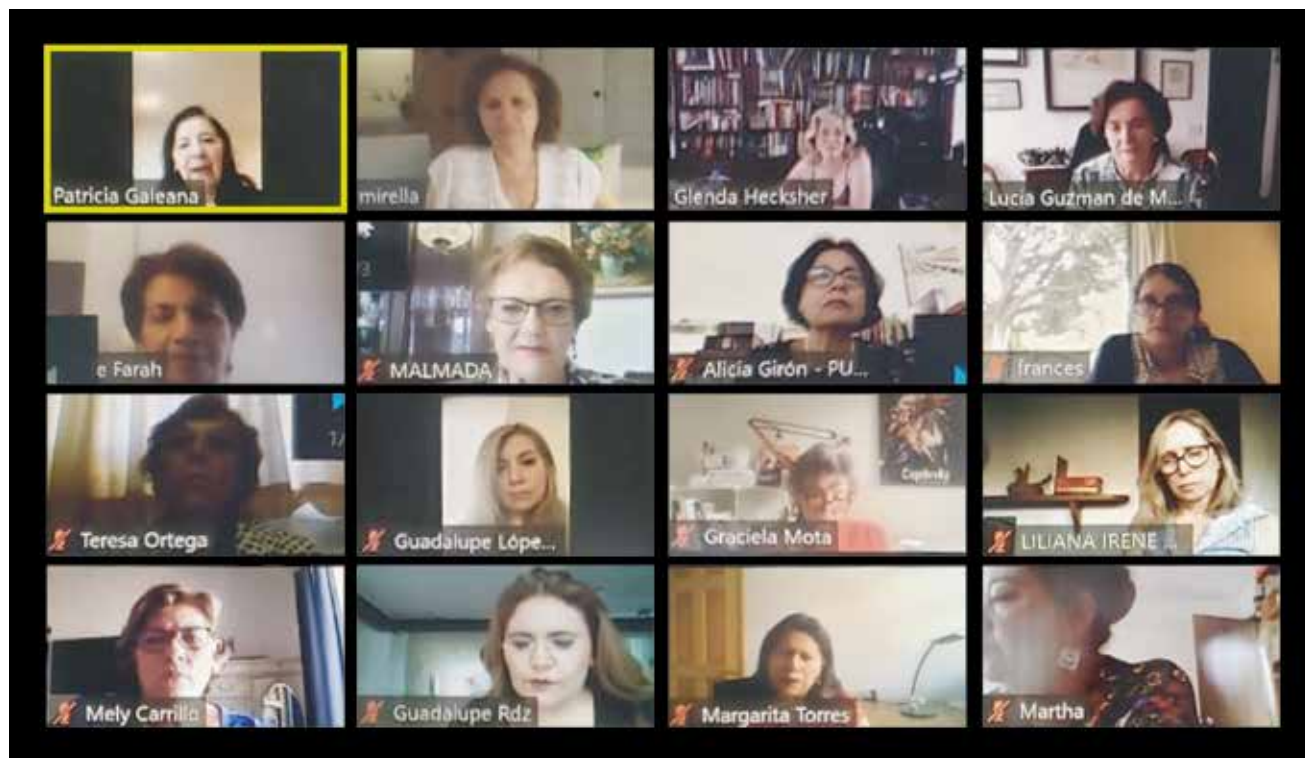 Patricia Galeana
mirella
Glenda Hecksher
Lucia Guzman de M...
e Farah
MALMADA
Alicia Girón - PU...
frances
Teresa Ortega
1/
Guadalupe Lópe...
Graciela Mota
LILIANA IRENE ...
Mely Carrillo
Guadalupe Rdz
Margarita Torres
Martha